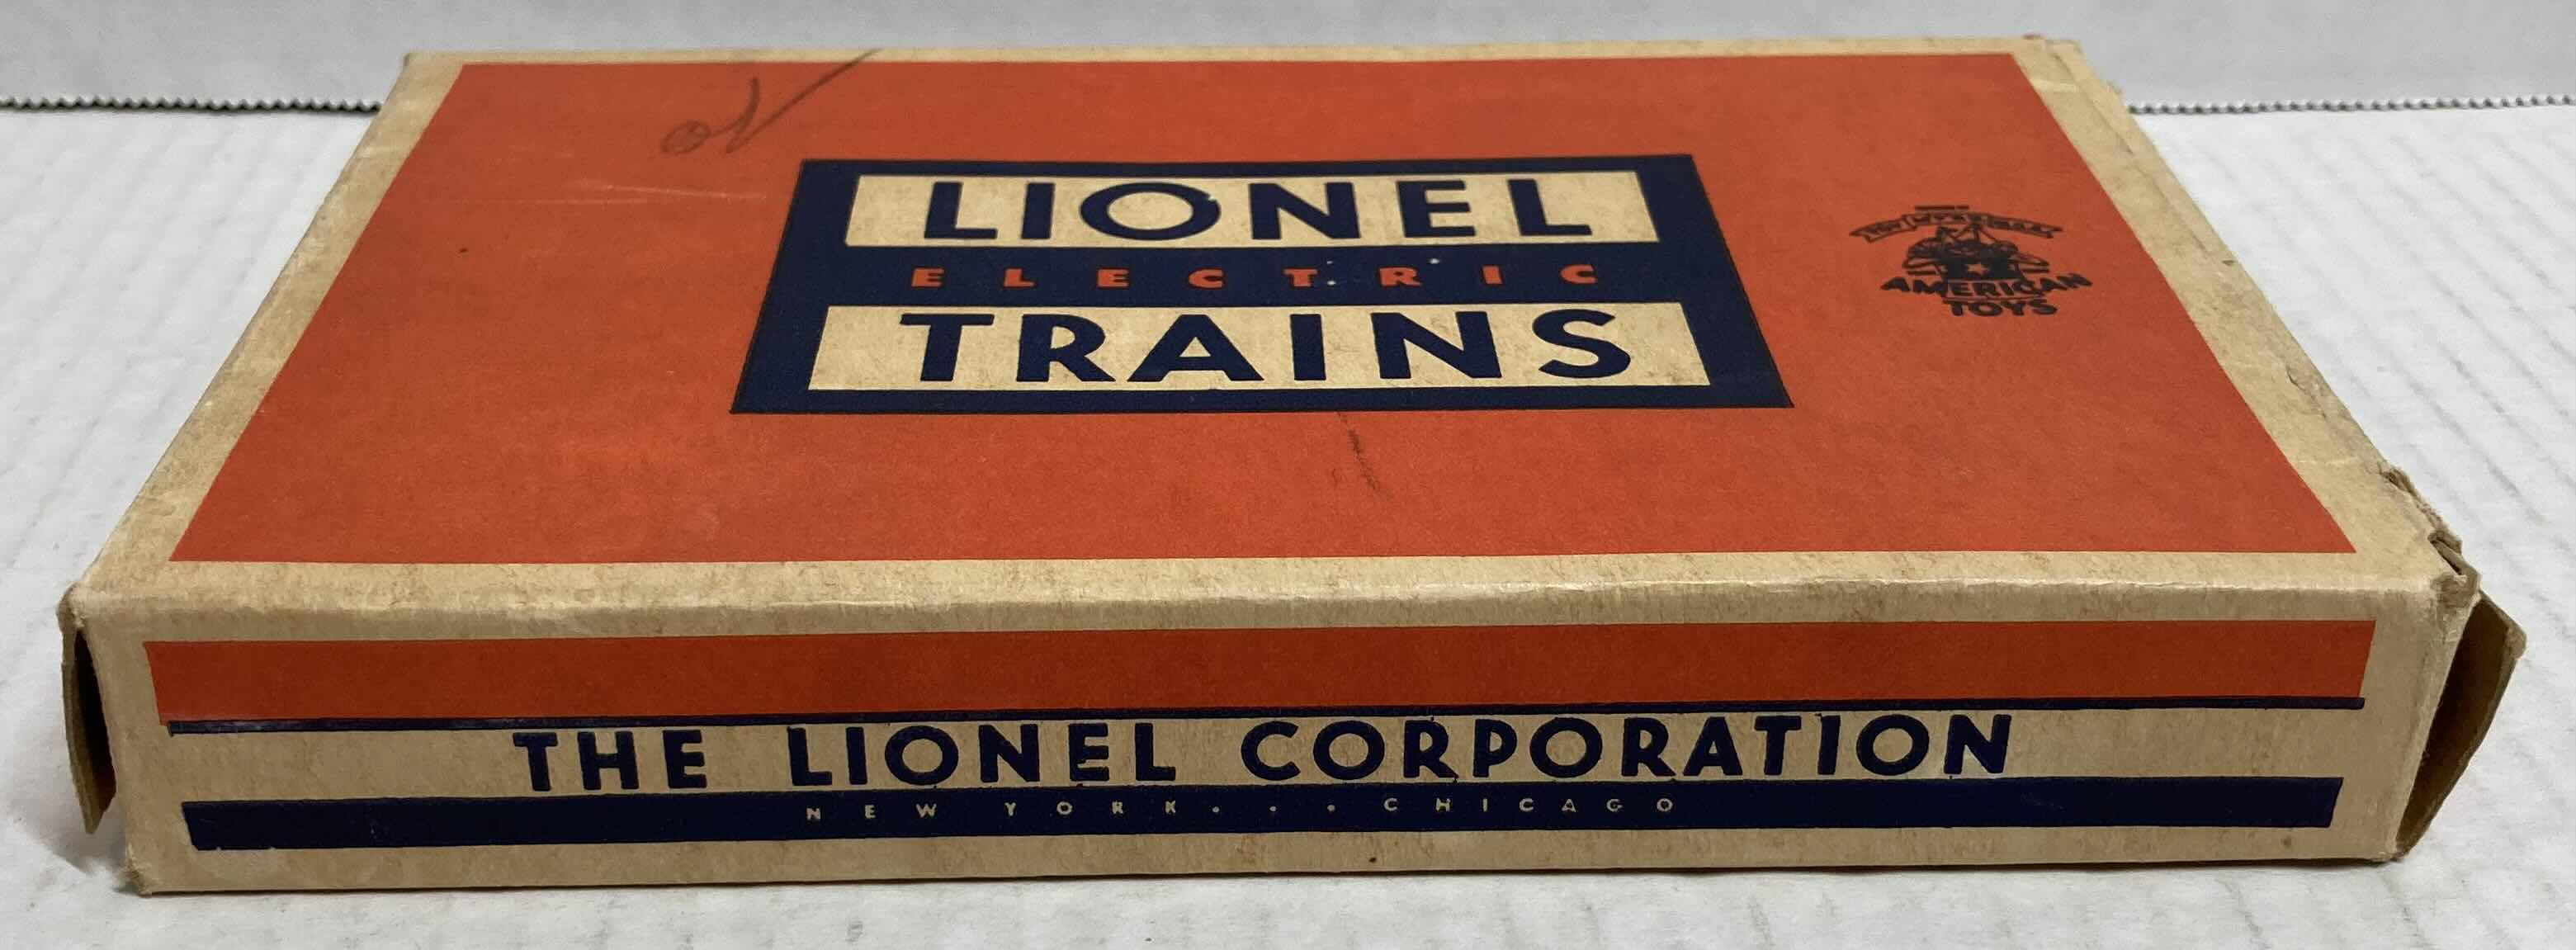 LIONEL
ELECTRIC
TRAINS
AMERICAN
TOYS
THE LIONEL CORPORATION
NEW YORK . . . CHICAGO